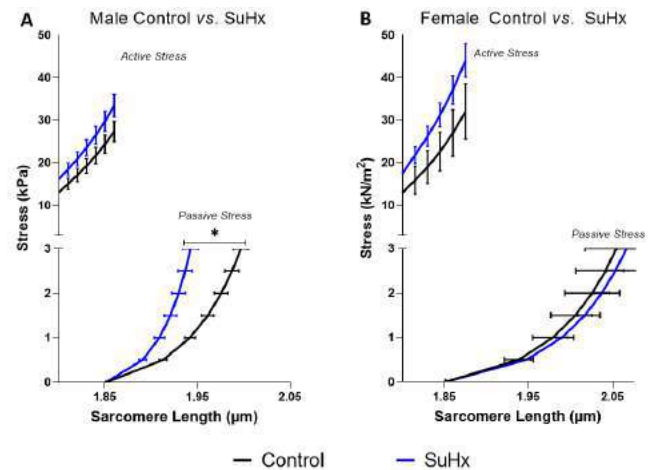 A
Male Control vs. SuHx
Active Stress
Stress (kPa)
50
40
30
20
10
Passive Stress
*
3
2
1
0
1.85
1.95
2.05
Sarcomere Length (µm)
B
Female Control vs. SuHx
Active Stress
Stress (kN/m²)
50
40
30
20
10
Passive Stress
3
2
1
0
1.85
1.95
2.05
Sarcomere Length (µm)
Control
SuHx